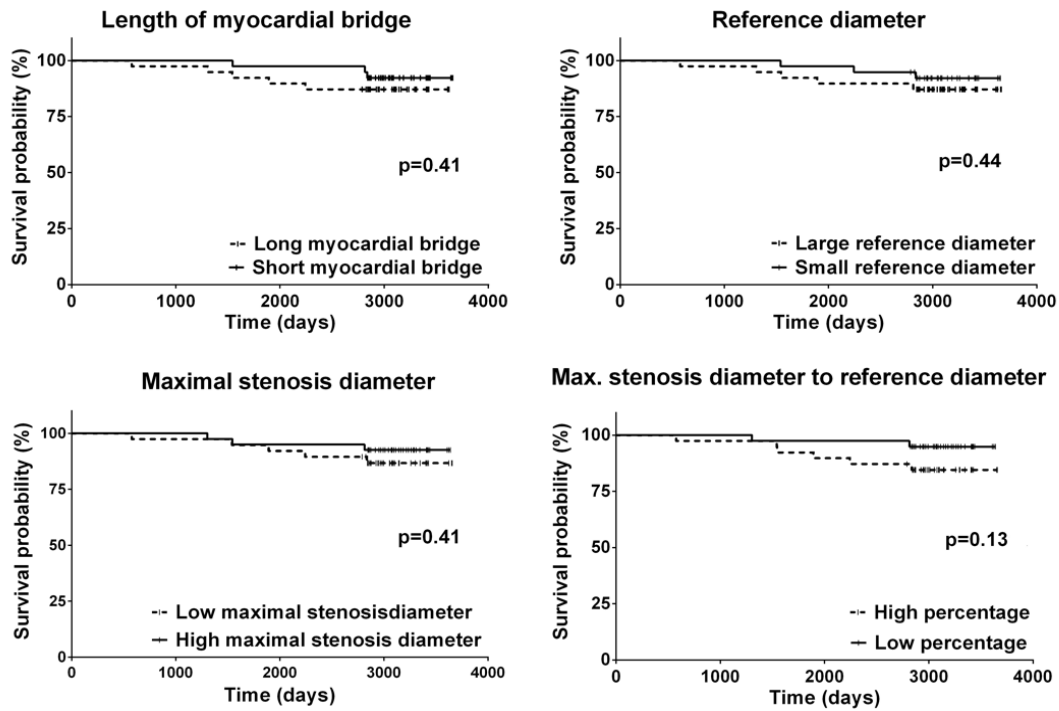 Length of myocardial bridge
Survival probability (%)
100
75
50
25
0
p=0.41
Long myocardial bridge
Short myocardial bridge
0 1000 2000 3000 4000
Time (days)
Reference diameter
Survival probability (%)
100
75
50
25
0
p=0.44
Large reference diameter
Small reference diameter
0 1000 2000 3000 4000
Time (days)
Maximal stenosis diameter
Survival probability (%)
100
75
50
25
0
p=0.41
Low maximal stenosisdiameter
High maximal stenosis diameter
0 1000 2000 3000 4000
Time (days)
Max. stenosis diameter to reference diameter
Survival probability (%)
100
75
50
25
0
p=0.13
High percentage
Low percentage
0 1000 2000 3000 4000
Time (days)